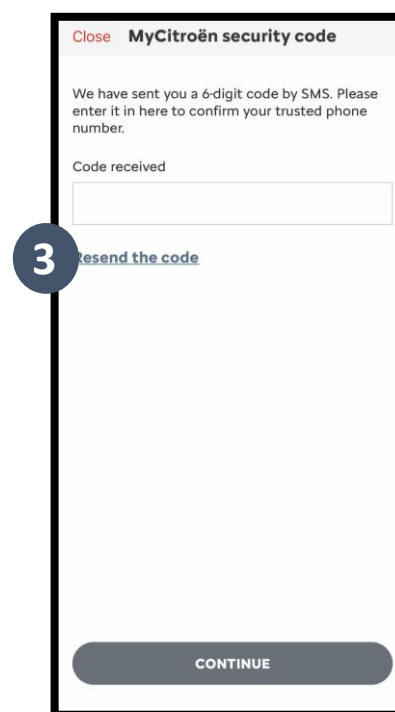 Close MyCitroën security code
We have sent you a 6-digit code by SMS. Please
enter it in here to confirm your trusted phone
number.
Code received
3
Resend the code
CONTINUE